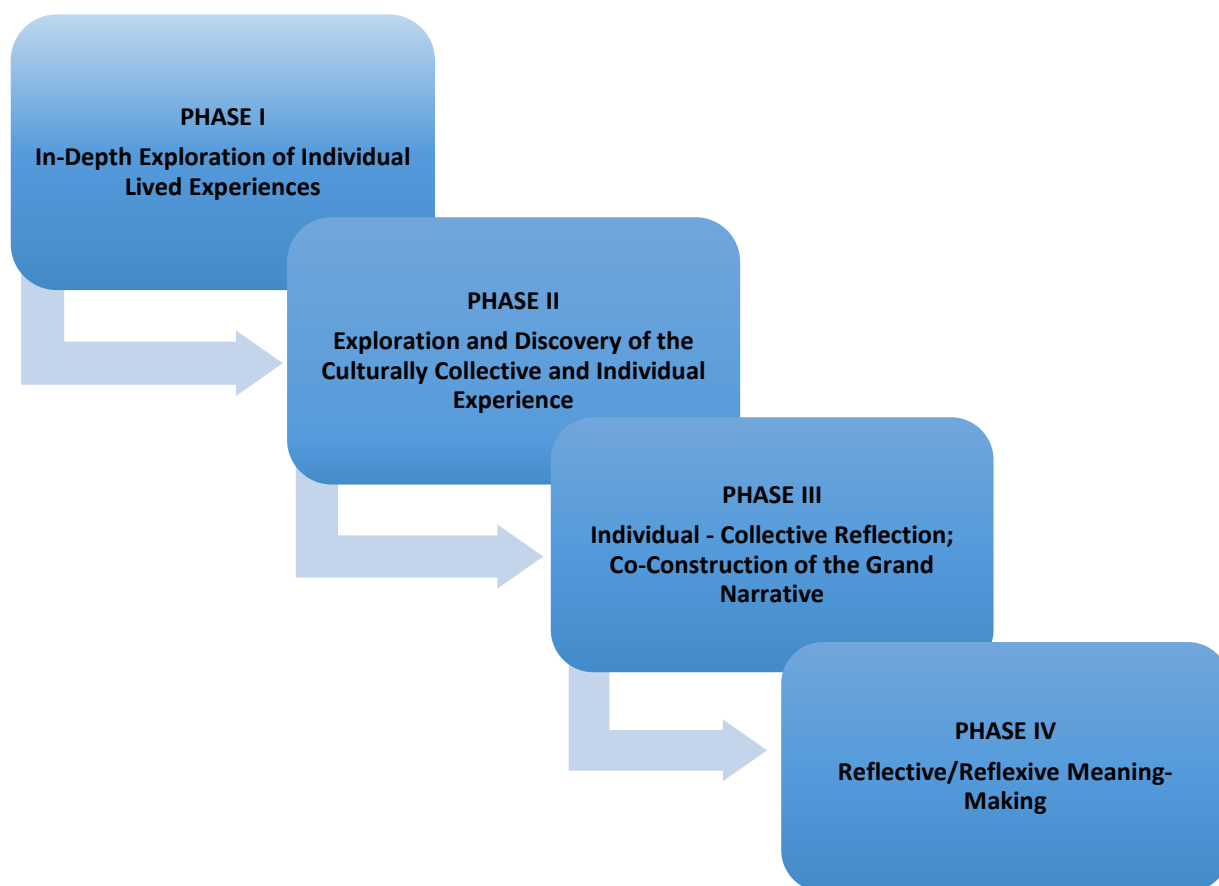 PHASE I
In-Depth Exploration of Individual
Lived Experiences
PHASE II
Exploration and Discovery of the
Culturally Collective and Individual
Experience
PHASE III
Individual - Collective Reflection;
Co-Construction of the Grand
Narrative
PHASE IV
Reflective/Reflexive Meaning-
Making